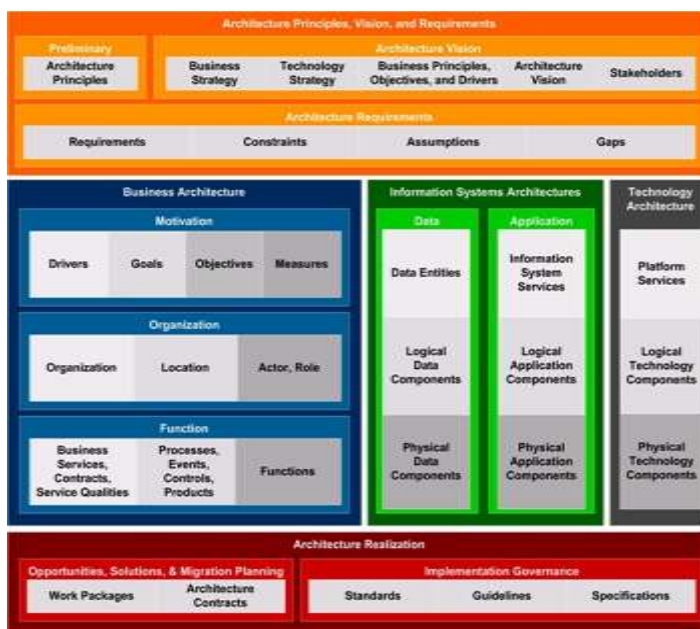 Architecture Principles, Vision, and Requirements
Preliminary
Architecture
Principles
Architecture Vision
Business
Strategy
Technology
Strategy
Business Principles,
Objectives, and Drivers
Architecture
Vision
Stakeholders
Architecture Requirements
Requirements
Constraints
Assumptions
Gaps
Business Architecture
Motivation
Drivers
Goals
Objectives
Measures
Organization
Organization
Location
Actor, Role
Function
Business
Services,
Contracts,
Service Qualities
Processes,
Events,
Controls,
Products
Functions
Information Systems Architectures
Data
Data Entities
Logical
Data
Components
Physical
Data
Components
Application
Information
System
Services
Logical
Application
Components
Physical
Application
Components
Technology
Architecture
Platform
Services
Logical
Technology
Components
Physical
Technology
Components
Architecture Realization
Opportunities, Solutions, & Migration Planning
Work Packages
Architecture
Contracts
Implementation Governance
Standards
Guidelines
Specifications